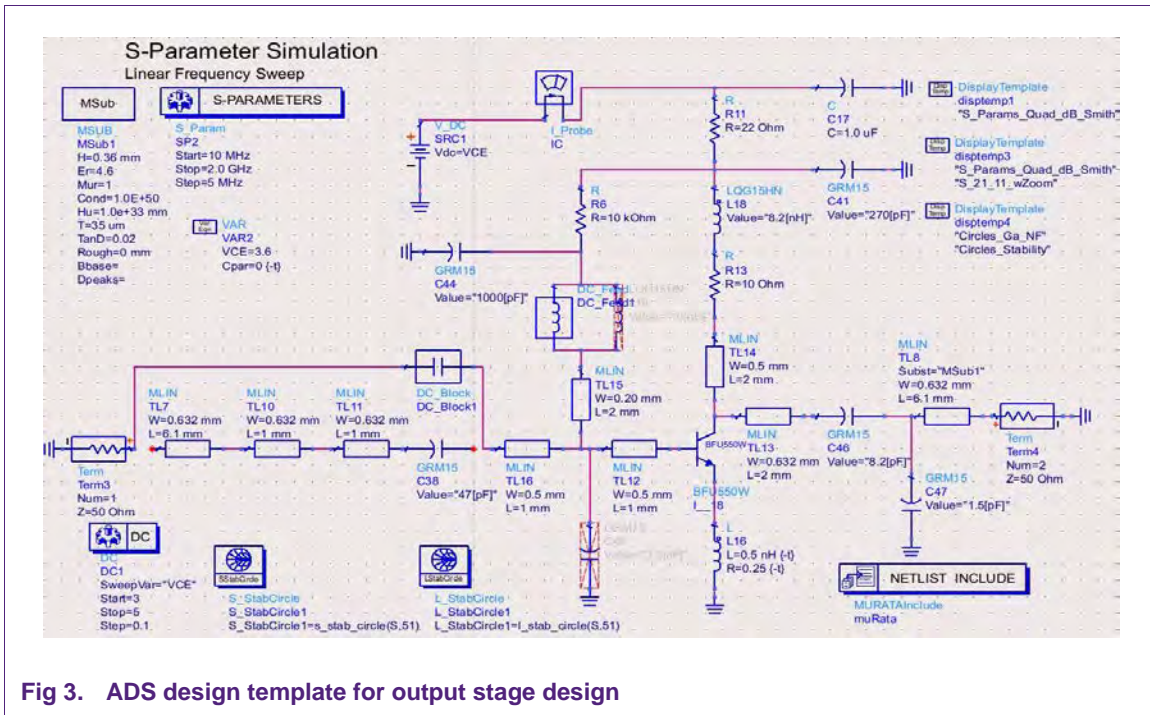 S-Parameter Simulation
Linear Frequency Sweep
MSub
MSUB
MSub1
H=0.36 mm
Er=4.6
Mur=1
Cond=1.0E+50
Hu=1.0e+33 mm
T=35 um
TanD=0.02
Rough=0 mm
Bbase=
Dpeaks=
S-PARAMETERS
S_Param
SP2
Start=10 MHz
Stop=2.0 GHz
Step=5 MHz
Var
Eqn
VAR
VAR2
VCE=3.6
Cpar=0 {-t}
V_DC
SRC1
Vdc=VCE
I_Probe
IC
R
R11
R=22 Ohm
C
C17
C=1.0 uF
Disp
Temp
DisplayTemplate
disptemp1
"S_Params_Quad_dB_Smith"
Disp
Temp
DisplayTemplate
disptemp3
"S_Params_Quad_dB_Smith"
"S_21_11_wZoom"
Disp
Temp
DisplayTemplate
disptemp4
"Circles_Ga_NF"
"Circles_Stability"
R
R6
R=10 kOhm
LQG15HN
L18
Value="8.2[nH]"
GRM15
C41
Value="270[pF]"
GRM15
C44
Value="1000[pF]"
R
R13
R=10 Ohm
DC_Feed
DC_Feed1
MLIN
TL14
W=0.5 mm
L=2 mm
MLIN
TL15
W=0.20 mm
L=2 mm
MLIN
TL8
Subst="MSub1"
W=0.632 mm
L=6.1 mm
DC_Block
DC_Block1
MLIN
TL7
W=0.632 mm
L=6.1 mm
MLIN
TL10
W=0.632 mm
L=1 mm
MLIN
TL11
W=0.632 mm
L=1 mm
GRM15
C38
Value="47[pF]"
MLIN
TL16
W=0.5 mm
L=1 mm
MLIN
TL12
W=0.5 mm
L=1 mm
BFU550W
BFU550W
MLIN
TL13
W=0.632 mm
L=2 mm
GRM15
C46
Value="8.2[pF]"
GRM15
C47
Value="1.5[pF]"
Term
Term4
Num=2
Z=50 Ohm
Term
Term3
Num=1
Z=50 Ohm
L
L16
L=0.5 nH {-t}
R=0.25 {-t}
DC
DC
DC1
SweepVar="VCE"
Start=3
Stop=5
Step=0.1
SStabCircle
S_StabCircle
S_StabCircle1
S_StabCircle1=s_stab_circle(S,51)
LStabCircle
L_StabCircle
L_StabCircle1
L_StabCircle1=l_stab_circle(S,51)
NETLIST INCLUDE
MURATAInclude
muRata
Fig 3. ADS design template for output stage design